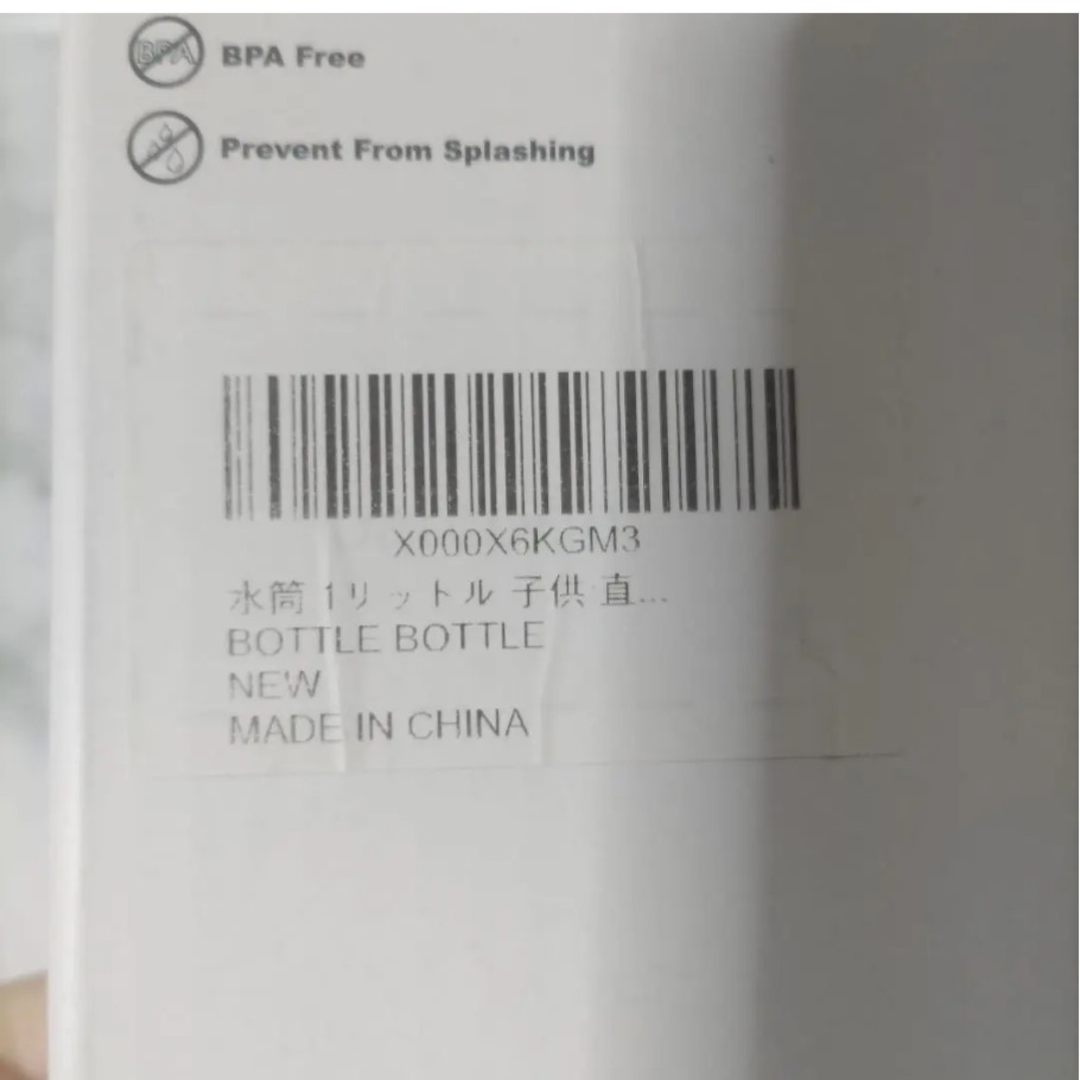 BPA
BPA Free
Prevent From Splashing
X000X6KGM3
水筒 1リットル 子供 直...
BOTTLE BOTTLE
NEW
MADE IN CHINA